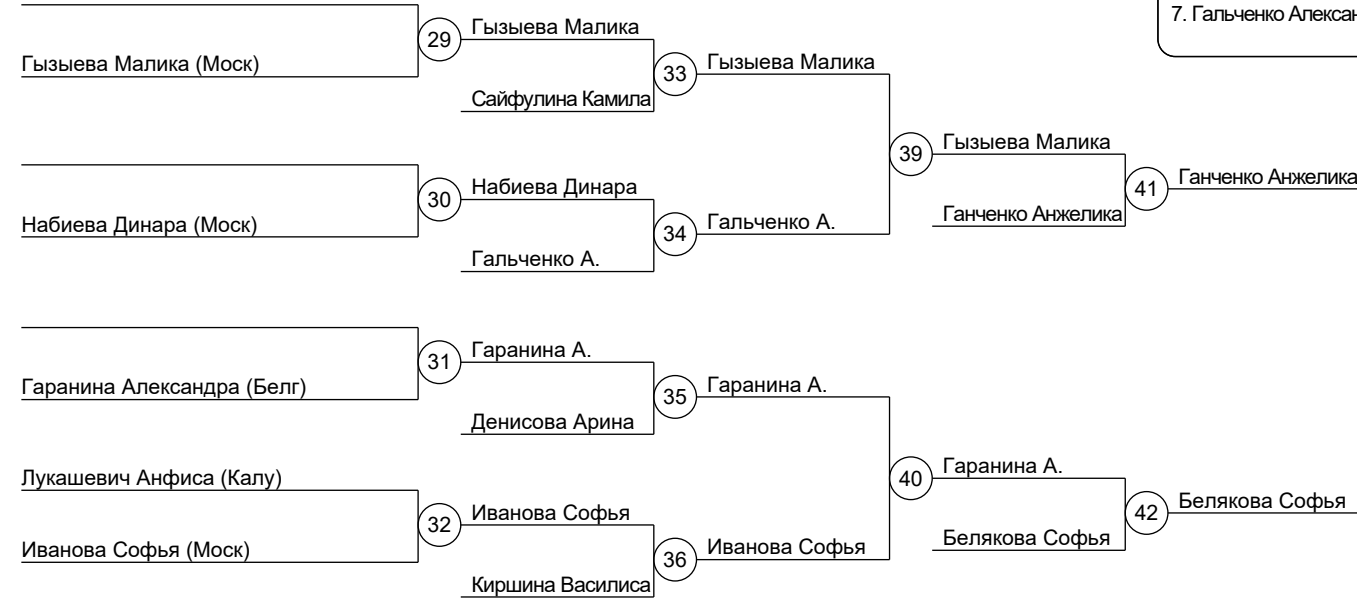 7. Гальченко Алексан
29
Гызыева Малика
Гызыева Малика (Моск)
33
Гызыева Малика
Сайфулина Камила
39
Гызыева Малика
30
Набиева Динара
41
Ганченко Анжелика
Набиева Динара (Моск)
34
Гальченко А.
Ганченко Анжелика
Гальченко А.
31
Гаранина А.
Гаранина Александра (Белг)
35
Гаранина А.
Денисова Арина
Лукашевич Анфиса (Калу)
40
Гаранина А.
32
Иванова Софья
42
Белякова Софья
Иванова Софья (Моск)
36
Иванова Софья
Белякова Софья
Киршина Василиса